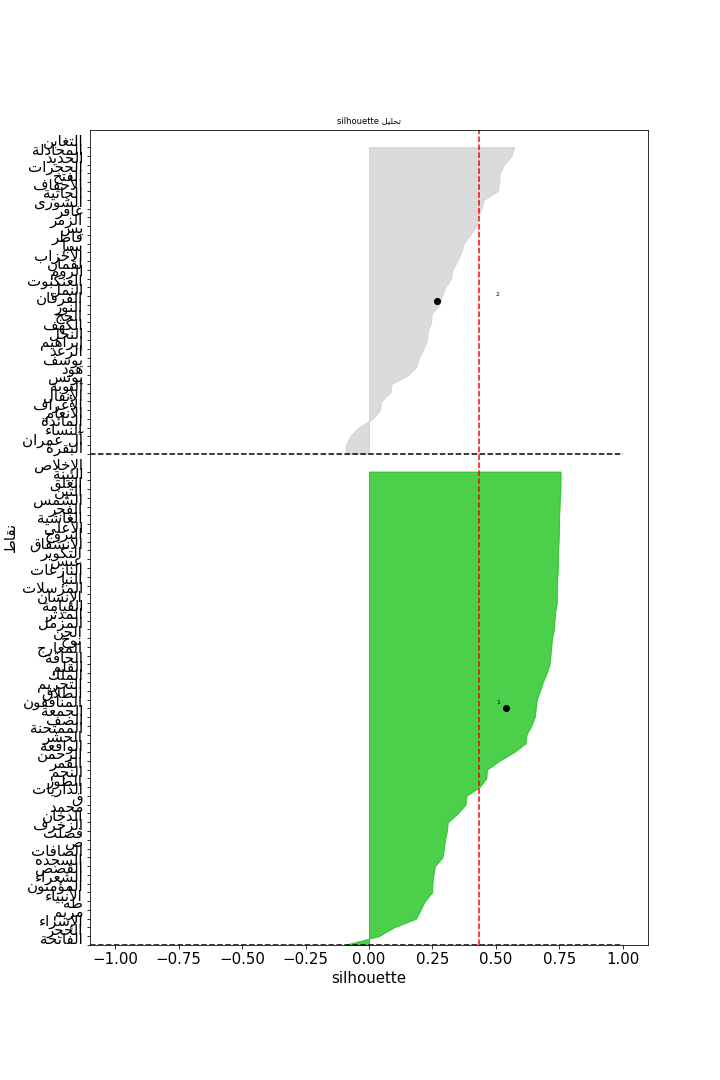 تحليل silhouette
التغابن
المجادلة
الحديد
الحجرات
الفتح
الأحقاف
الجاثية
الشورى
غافر
الزمر
يس
فاطر
سبأ
الأحزاب
لقمان
الروم
العنكبوت
النمل
الفرقان
النور
الحج
الكهف
النحل
إبراهيم
الرعد
يوسف
هود
يونس
التوبة
الأنفال
الأعراف
الأنعام
المائدة
النساء
آل عمران
البقرة
الإخلاص
البينة
العلق
التين
الشمس
الفجر
الغاشية
الأعلى
البروج
الانشقاق
التكوير
عبس
النازعات
النبأ
المرسلات
الإنسان
القيامة
المدثر
المزمل
الجن
نوح
المعارج
الحاقة
القلم
الملك
التحريم
الطلاق
المنافقون
الجمعة
الصف
الممتحنة
الحشر
الواقعة
الرحمن
القمر
النجم
الطور
الذاريات
ق
محمد
الدخان
الزخرف
فصلت
ص
الصافات
السجدة
القصص
الشعراء
المؤمنون
الأنبياء
طه
مريم
الإسراء
الحجر
الفاتحة
نقاط
2
1
−1.00 −0.75 −0.50 −0.25 0.00 0.25 0.50 0.75 1.00
silhouette